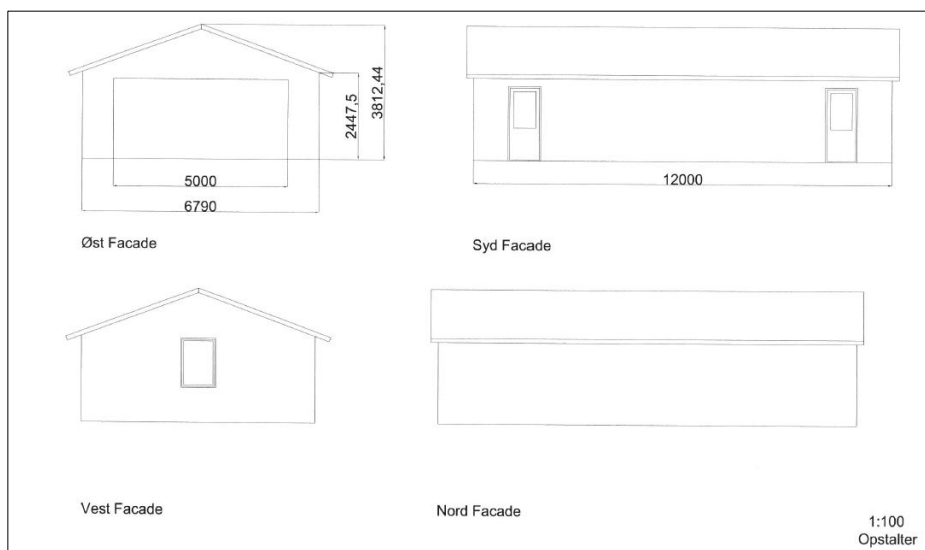 2447,5
3812,44
5000
6790
12000
Øst Facade
Syd Facade
Vest Facade
Nord Facade
1:100
Opstalter